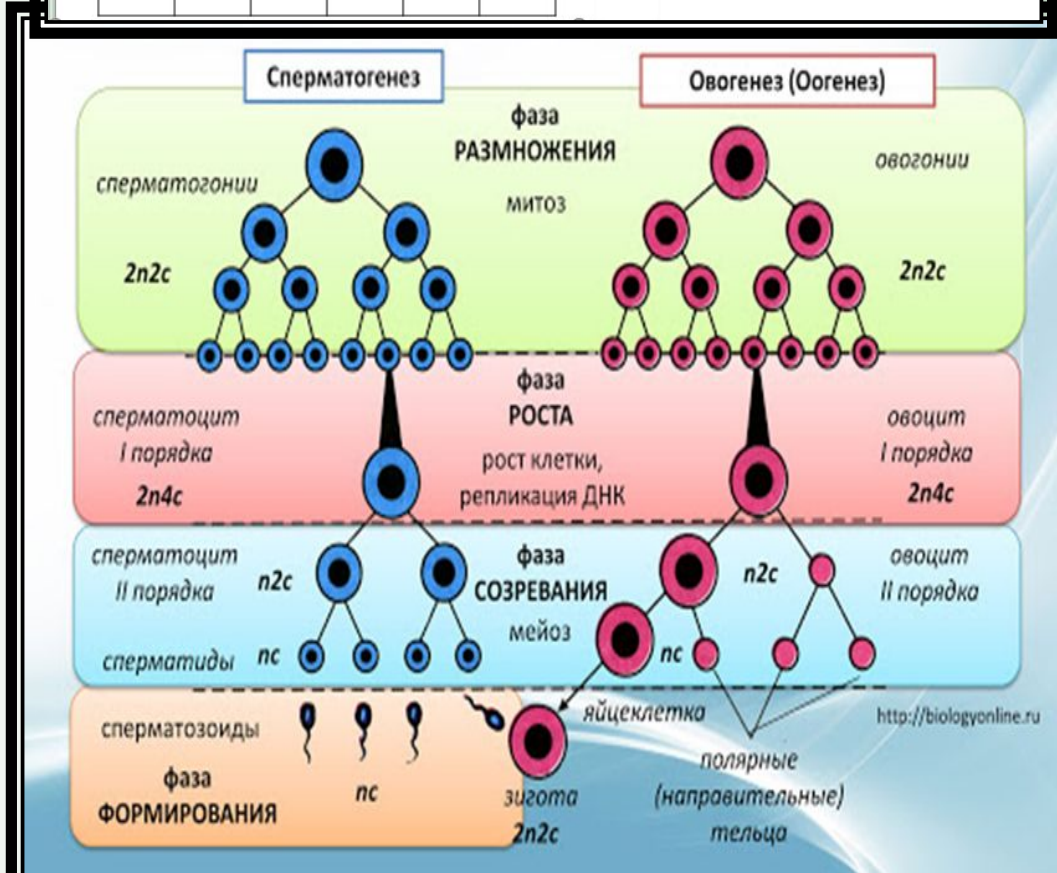 Сперматогенез
Овогенез (Оогенез)
фаза
РАЗМНОЖЕНИЯ
митоз
сперматогонии
2n2c
овогонии
2n2c
фаза
РОСТА
рост клетки,
репликация ДНК
сперматоцит
I порядка
2n4c
овоцит
I порядка
2n4c
сперматоцит
II порядка
n2c
фаза
СОЗРЕВАНИЯ
мейоз
n2c
овоцит
II порядка
сперматиды
nc
nc
сперматозоиды
фаза
ФОРМИРОВАНИЯ
nc
яйцеклетка
зигота
2n2c
http://biologyonline.ru
полярные
(направительные)
тельца